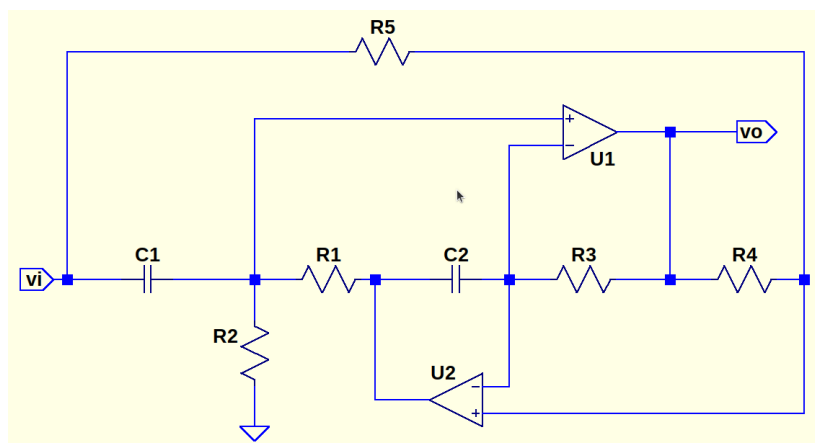 R5
+
−
U1
vo
vi
C1
R1
C2
R3
R4
R2
U2
−
+